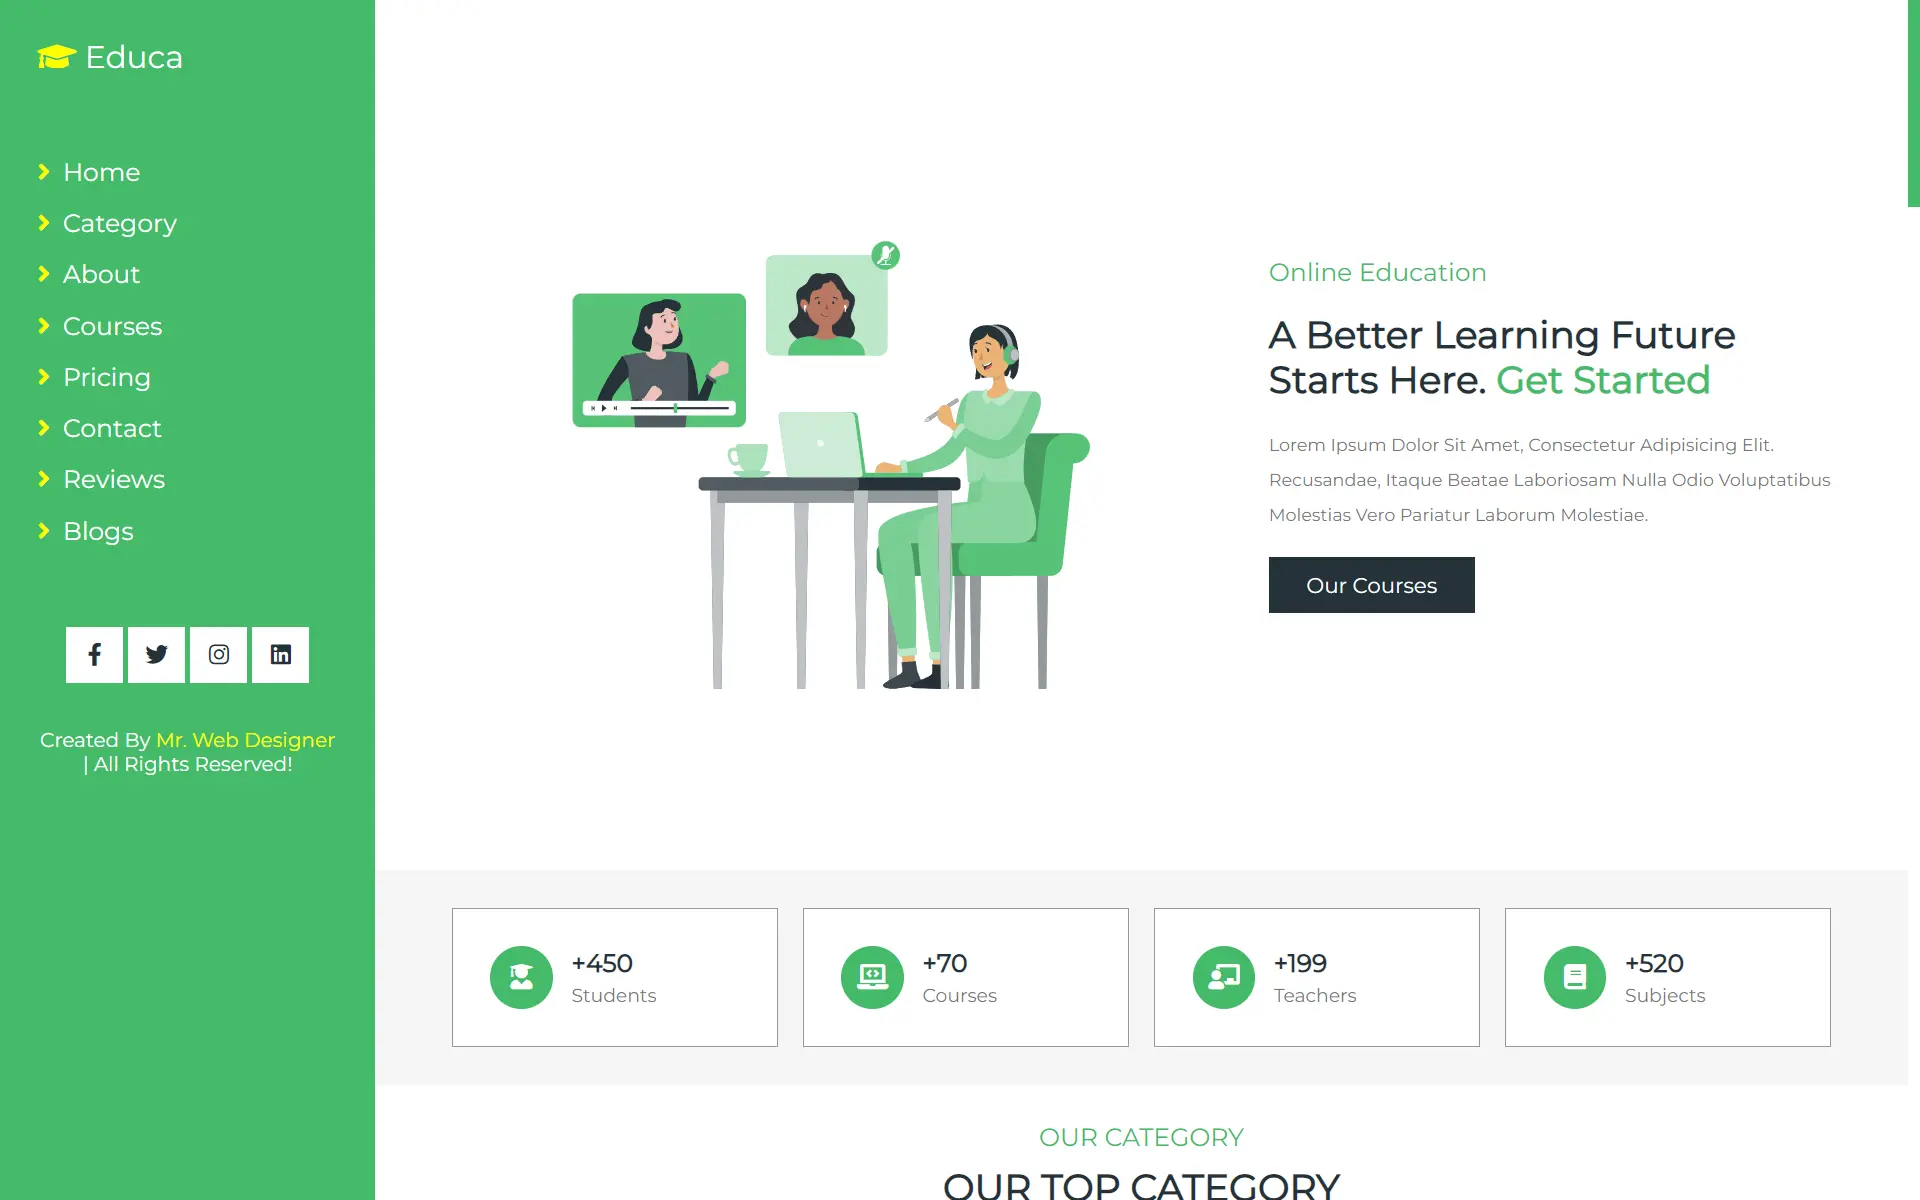 Educa
Home
Category
About
Courses
Pricing
Contact
Reviews
Blogs
Created By Mr. Web Designer
| All Rights Reserved!
Online Education
A Better Learning Future
Starts Here. Get Started
Lorem Ipsum Dolor Sit Amet, Consectetur Adipisicing Elit.
Recusandae, Itaque Beatae Laboriosam Nulla Odio Voluptatibus
Molestias Vero Pariatur Laborum Molestiae.
Our Courses
+450
Students
+70
Courses
+199
Teachers
+520
Subjects
OUR CATEGORY
OUR TOP CATEGORY